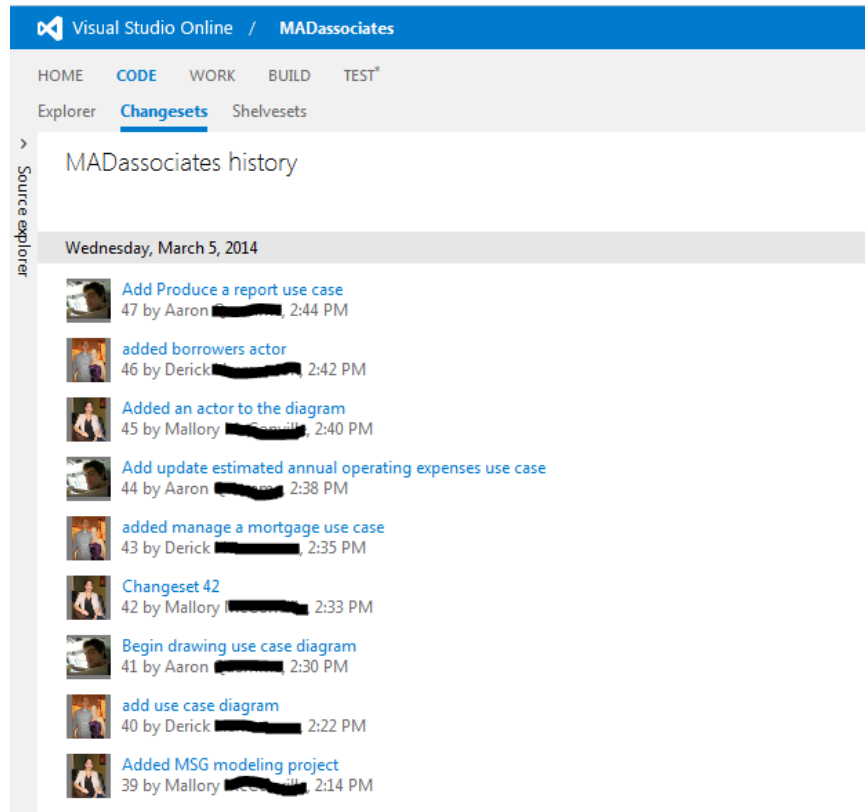 Visual Studio Online / MADassociates
HOME CODE WORK BUILD TEST*
Explorer Changesets Shelvesets
Source explorer
MADassociates history
Wednesday, March 5, 2014
Add Produce a report use case
47 by Aaron , 2:44 PM
added borrowers actor
46 by Derick , 2:42 PM
Added an actor to the diagram
45 by Mallory , 2:40 PM
Add update estimated annual operating expenses use case
44 by Aaron , 2:38 PM
added manage a mortgage use case
43 by Derick , 2:35 PM
Changeset 42
42 by Mallory , 2:33 PM
Begin drawing use case diagram
41 by Aaron , 2:30 PM
add use case diagram
40 by Derick , 2:22 PM
Added MSG modeling project
39 by Mallory , 2:14 PM